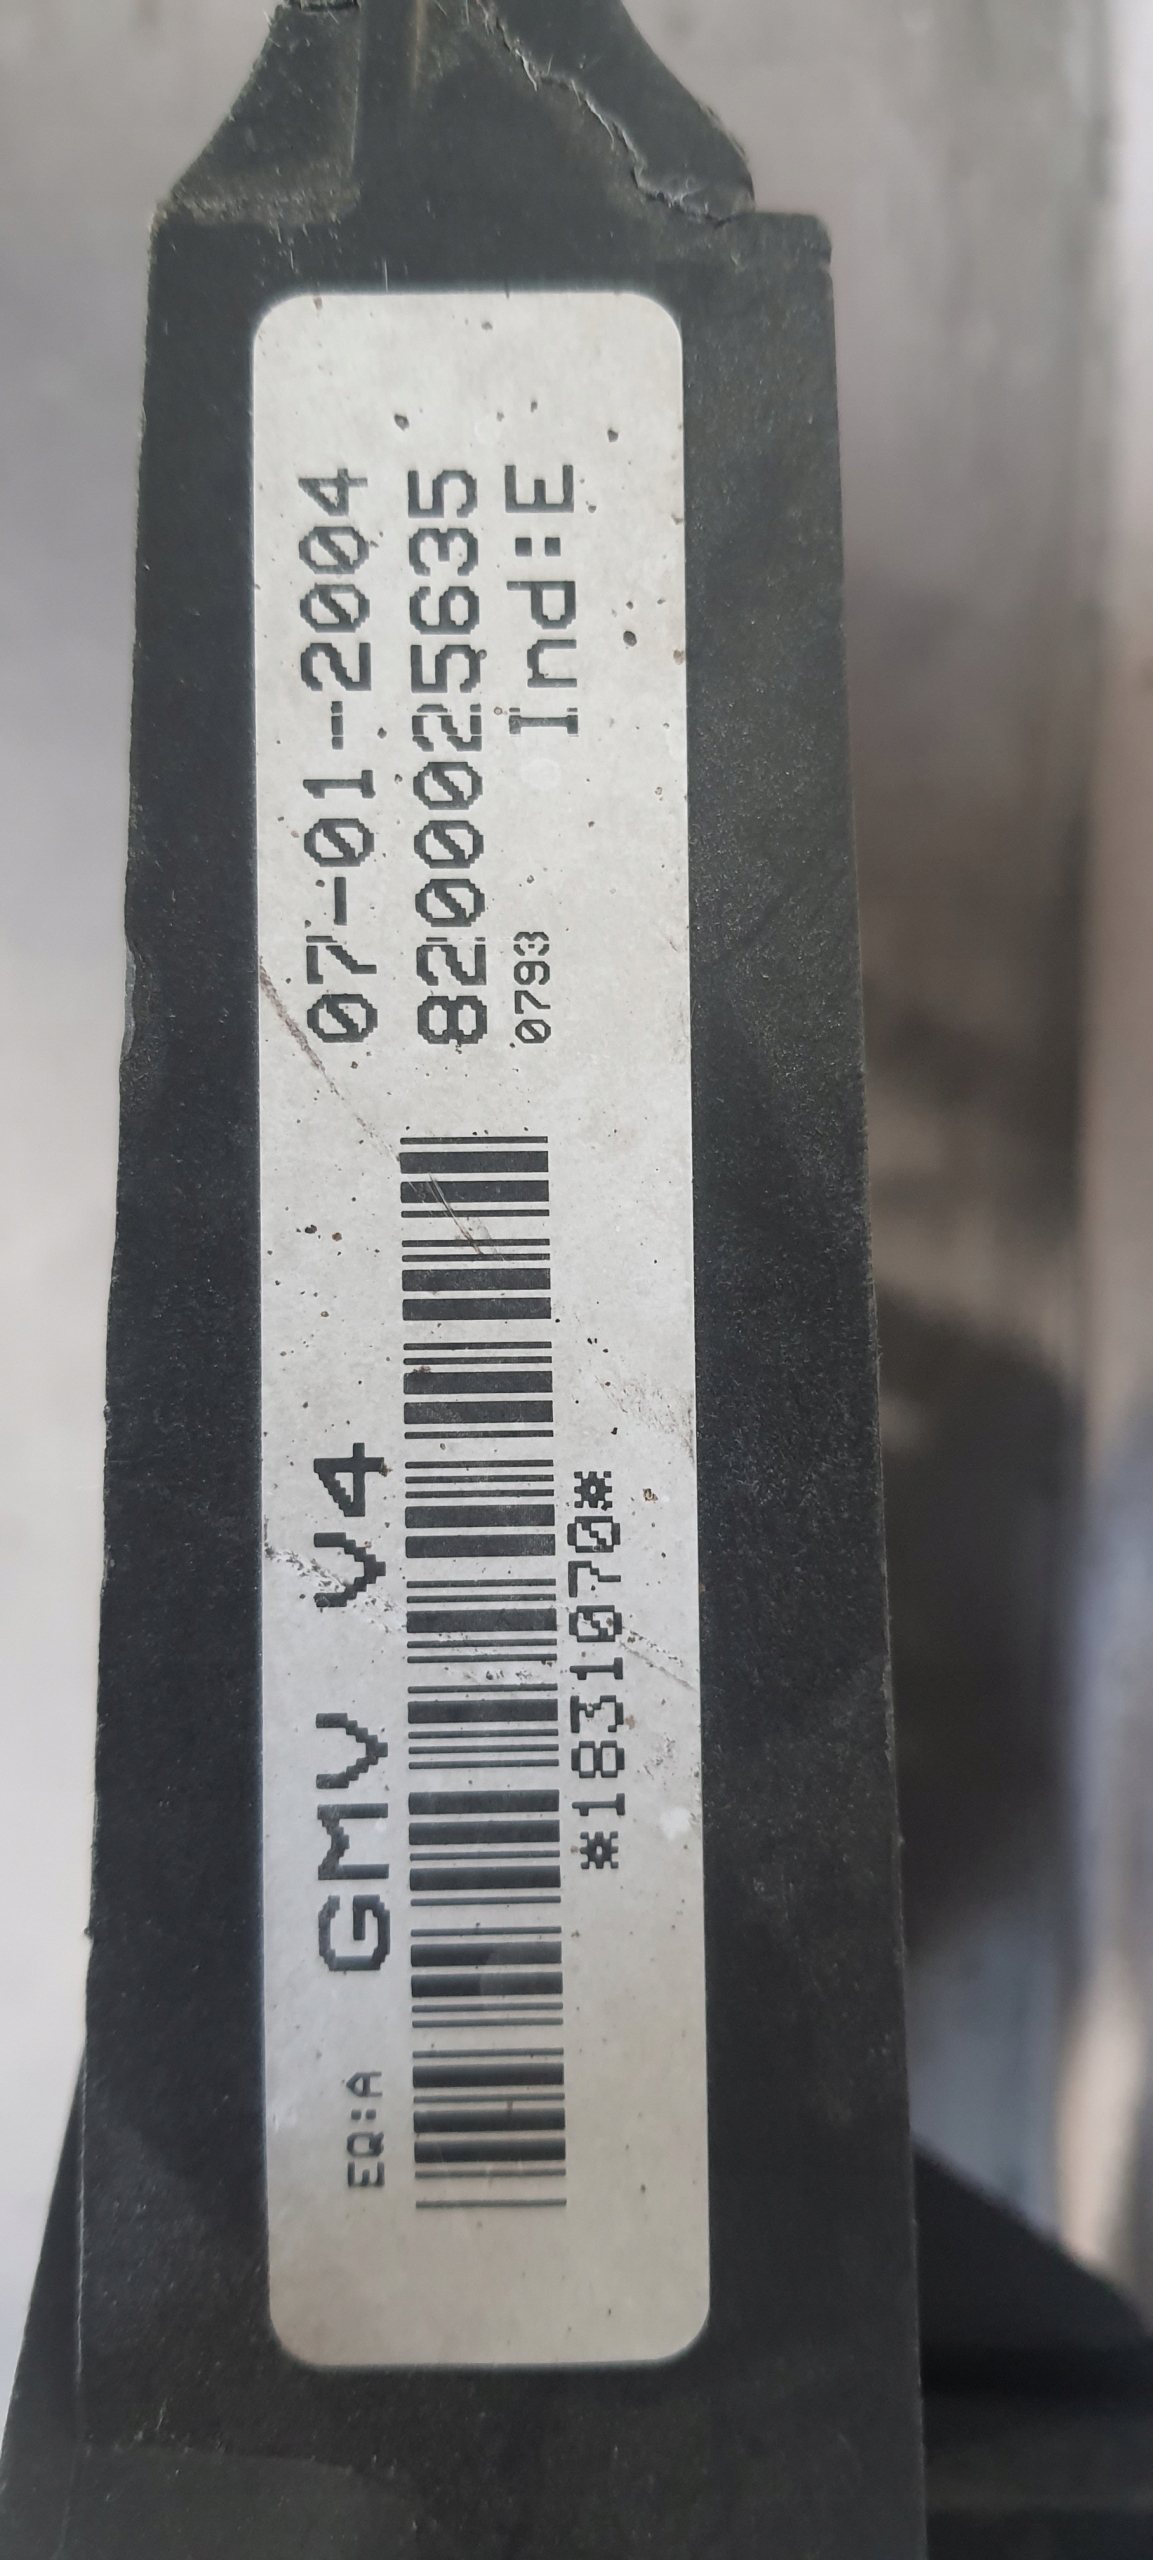 EQ:A GMV V4 07-01-2004
8200025635
0793 Ind:E
*1831070*